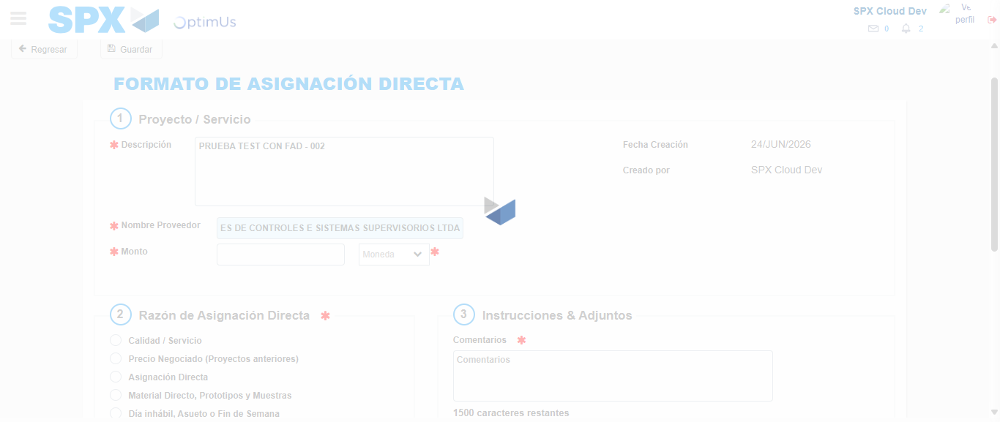 SPX
OptimUs
SPX Cloud Dev
0
2
perfil
Regresar
Guardar
FORMATO DE ASIGNACIÓN DIRECTA
1 Proyecto / Servicio
* Descripción
PRUEBA TEST CON FAD - 002
Fecha Creación
24/JUN/2026
Creado por
SPX Cloud Dev
* Nombre Proveedor
ES DE CONTROLES E SISTEMAS SUPERVISORIOS LTDA
* Monto
Moneda *
2 Razón de Asignación Directa *
Calidad / Servicio
Precio Negociado (Proyectos anteriores)
Asignación Directa
Material Directo, Prototipos y Muestras
Día inhábil, Asueto o Fin de Semana
3 Instrucciones & Adjuntos
Comentarios *
Comentarios
1500 caracteres restantes